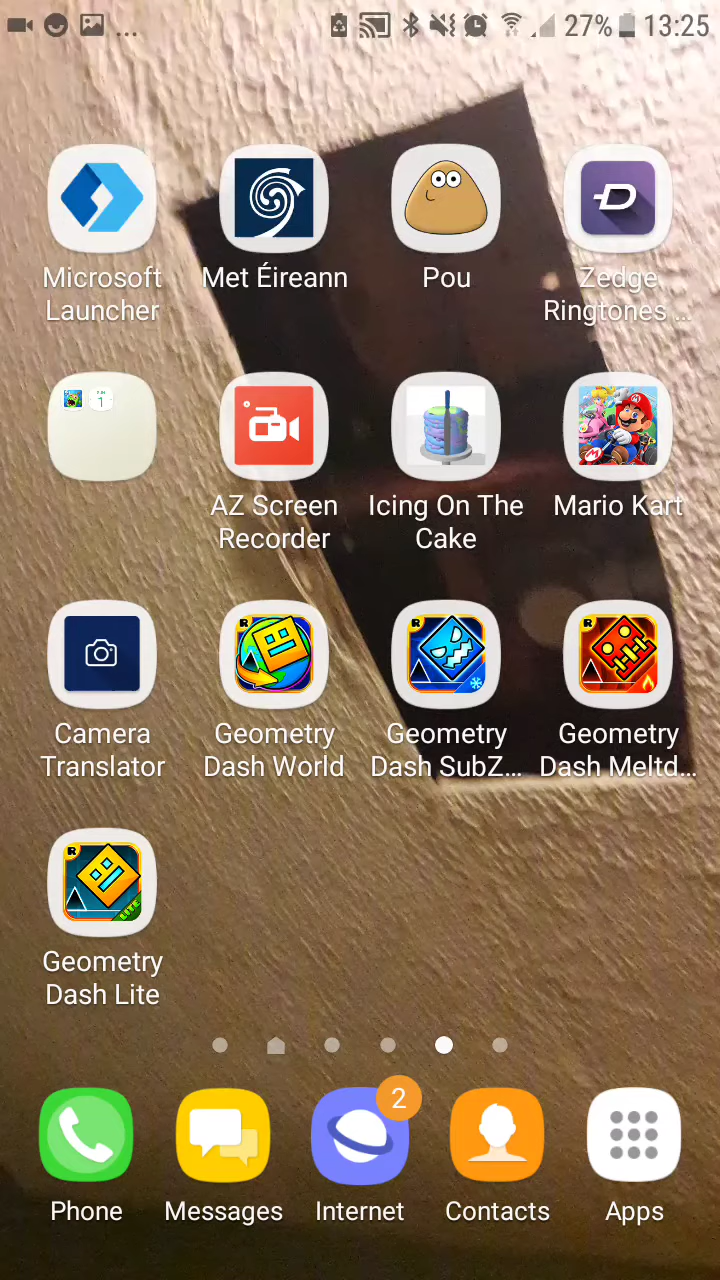 ... 27% 13:25
Microsoft Launcher
Met Éireann
Pou
Zedge Ringtones ...
1
AZ Screen Recorder
Icing On The Cake
Mario Kart
Camera Translator
Geometry Dash World
Geometry Dash SubZ...
Geometry Dash Meltd...
Geometry Dash Lite
2
Phone
Messages
Internet
Contacts
Apps